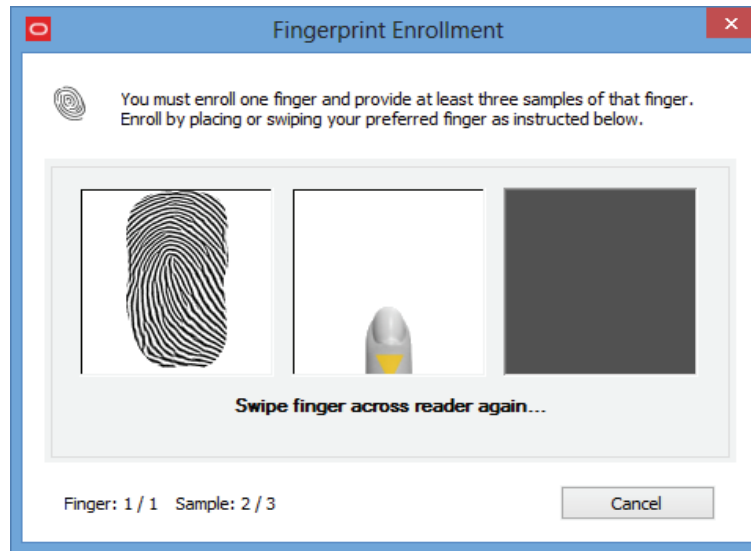 Fingerprint Enrollment
You must enroll one finger and provide at least three samples of that finger.
Enroll by placing or swiping your preferred finger as instructed below.
Swipe finger across reader again...
Finger: 1 / 1 Sample: 2 / 3
Cancel